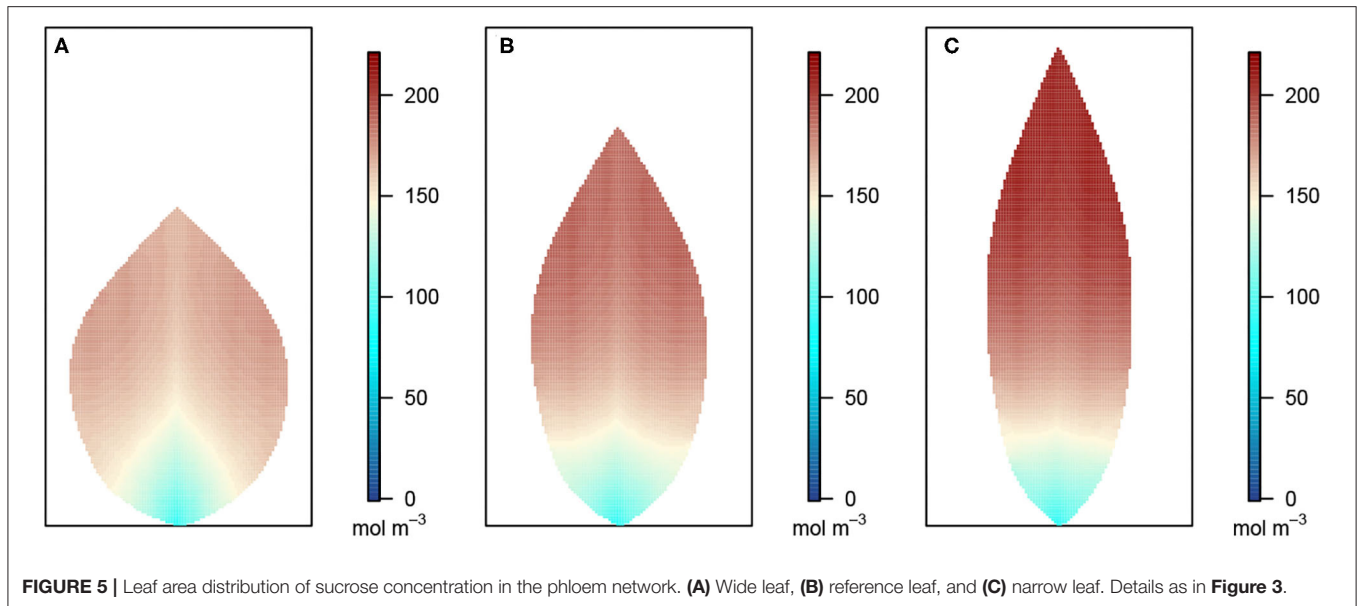 A
200
150
100
50
0
mol m⁻³
B
200
150
100
50
0
mol m⁻³
C
200
150
100
50
0
mol m⁻³
FIGURE 5 | Leaf area distribution of sucrose concentration in the phloem network. (A) Wide leaf, (B) reference leaf, and (C) narrow leaf. Details as in Figure 3.